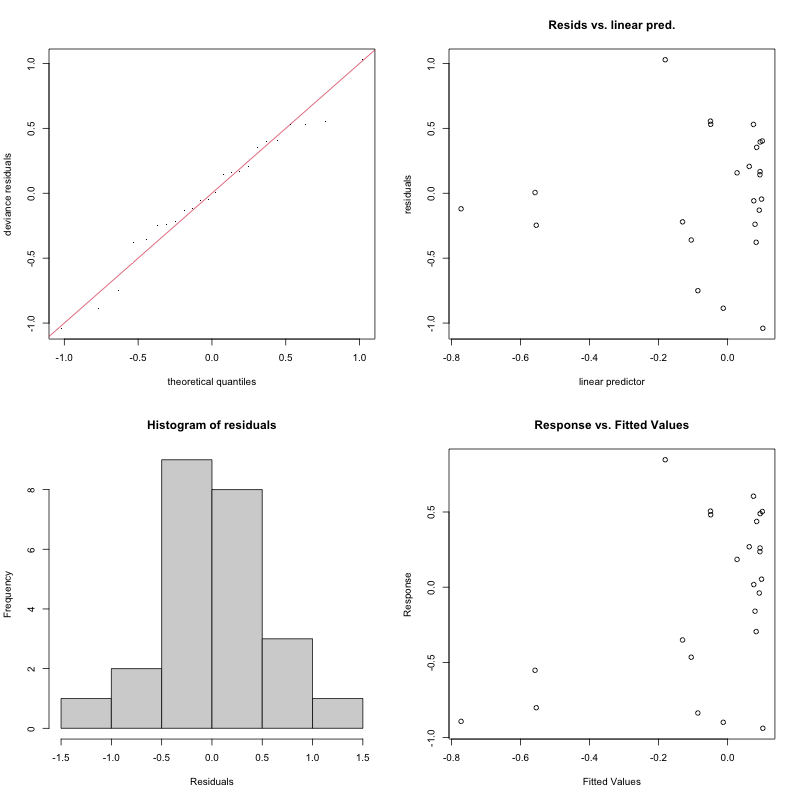 deviance residuals
1.0
0.5
0.0
-0.5
-1.0
-1.0 -0.5 0.0 0.5 1.0
theoretical quantiles
Resids vs. linear pred.
residuals
1.0
0.5
0.0
-0.5
-1.0
-0.8 -0.6 -0.4 -0.2 0.0
linear predictor
Histogram of residuals
Frequency
8
6
4
2
0
-1.5 -1.0 -0.5 0.0 0.5 1.0 1.5
Residuals
Response vs. Fitted Values
Response
0.5
0.0
-0.5
-1.0
-0.8 -0.6 -0.4 -0.2 0.0
Fitted Values